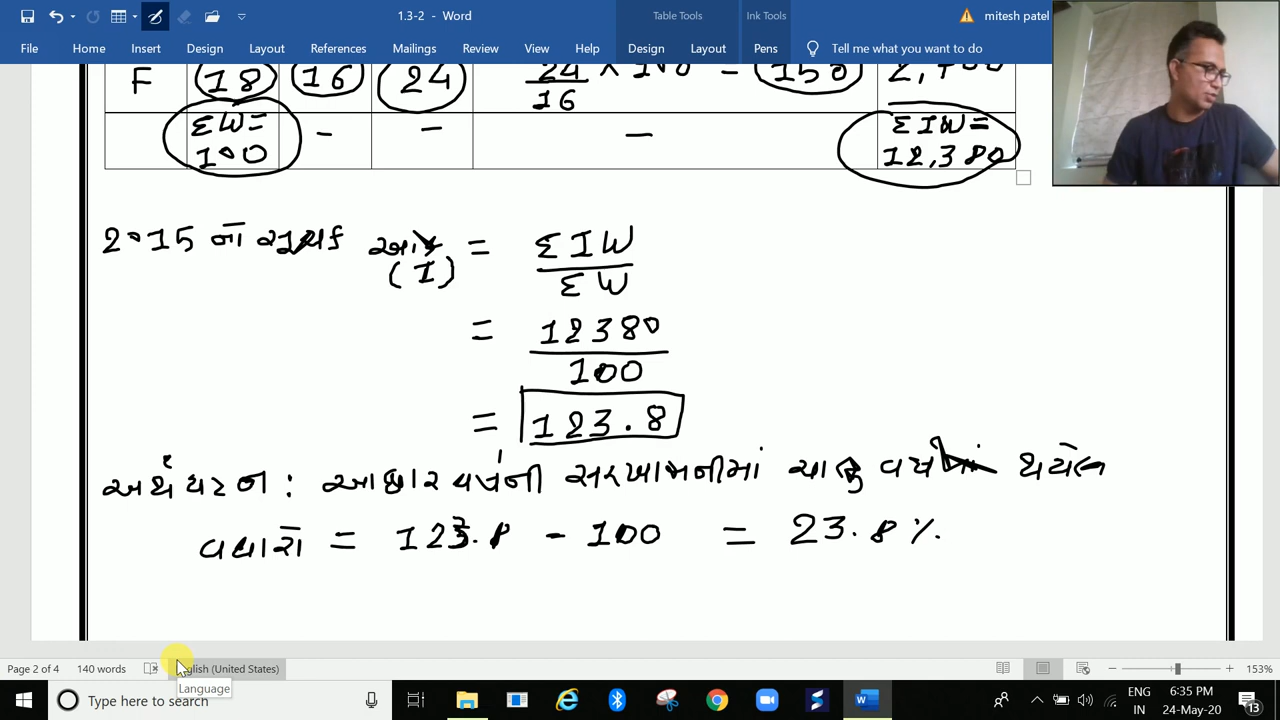 1.3-2 - Word
Table Tools
Ink Tools
mitesh patel
File Home Insert Design Layout References Mailings Review View Help Design Layout Pens Tell me what you want to do
F 18 16 24 24/16 × 100 = 150 2,400
ΣW= 100 - - - ΣIW= 12,380
2015 નો સૂચક આંક (I) = ΣIW
ΣW
= 12380
100
= 123.8
અર્થઘટન : આધાર વર્ષની સરખામણીમાં ચાલુ થયેલ
વધારો = 123.8 - 100 = 23.8 %
Page 2 of 4 140 words English (United States) 153%
Language
Type here to search
ENG
IN
6:35 PM
24-May-20
13